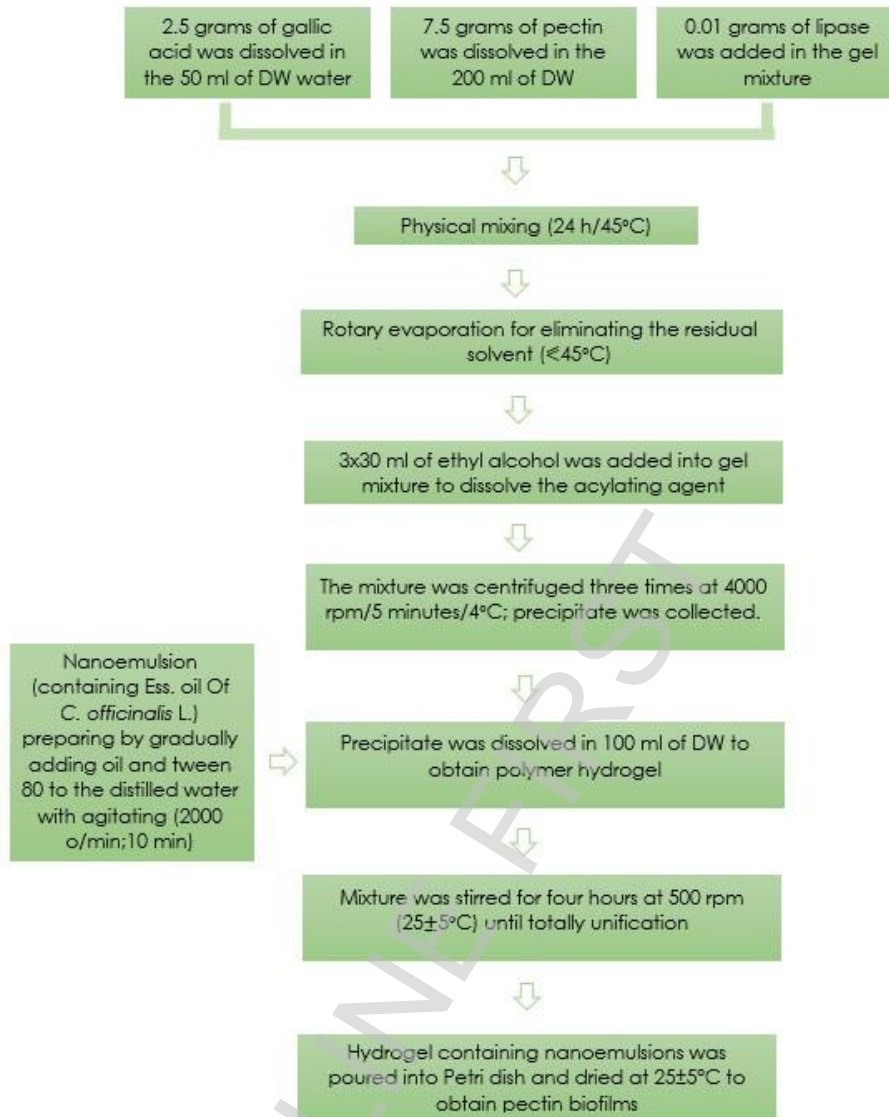 2.5 grams of gallic
acid was dissolved in
the 50 ml of DW water
7.5 grams of pectin
was dissolved in the
200 ml of DW
0.01 grams of lipase
was added in the gel
mixture
Physical mixing (24 h/45°C)
Rotary evaporation for eliminating the residual
solvent (⩽45°C)
3x30 ml of ethyl alcohol was added into gel
mixture to dissolve the acylating agent
The mixture was centrifuged three times at 4000
rpm/5 minutes/4°C; precipitate was collected.
Nanoemulsion
(containing Ess. oil Of
C. officinalis L.)
preparing by gradually
adding oil and tween
80 to the distilled water
with agitating (2000
o/min;10 min)
Precipitate was dissolved in 100 ml of DW to
obtain polymer hydrogel
Mixture was stirred for four hours at 500 rpm
(25±5°C) until totally unification
Hydrogel containing nanoemulsions was
poured into Petri dish and dried at 25±5°C to
obtain pectin biofilms
LINE FIRST